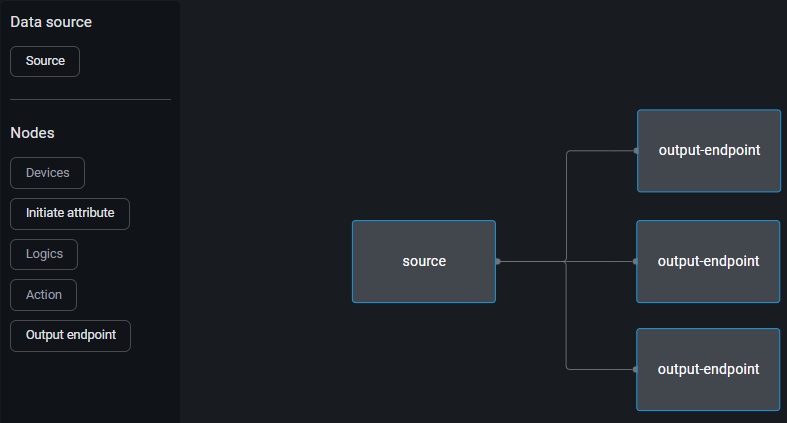 Data source
Source
Nodes
Devices
Initiate attribute
Logics
Action
Output endpoint
source
output-endpoint
output-endpoint
output-endpoint